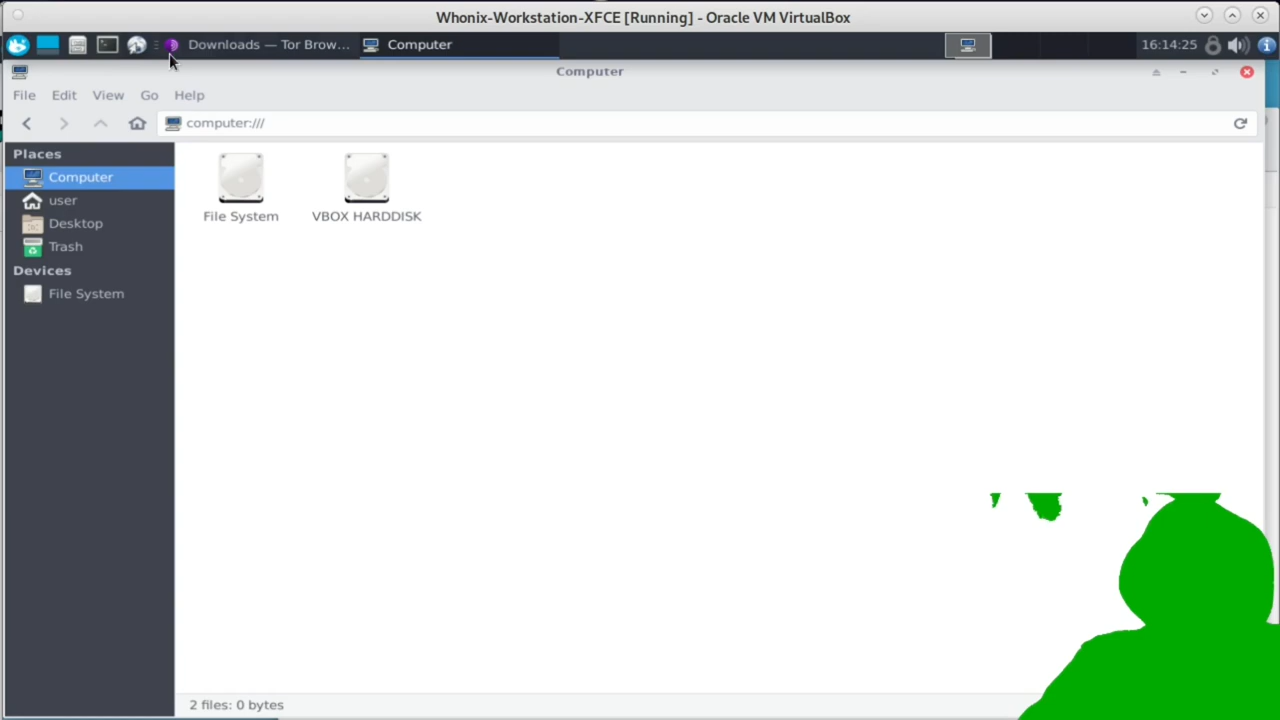 Whonix-Workstation-XFCE [Running] - Oracle VM VirtualBox
Downloads — Tor Brow... Computer 16:14:25
Computer
File Edit View Go Help
computer:///
Places
Computer
user
Desktop
Trash
Devices
File System
File System VBOX HARDDISK
2 files: 0 bytes